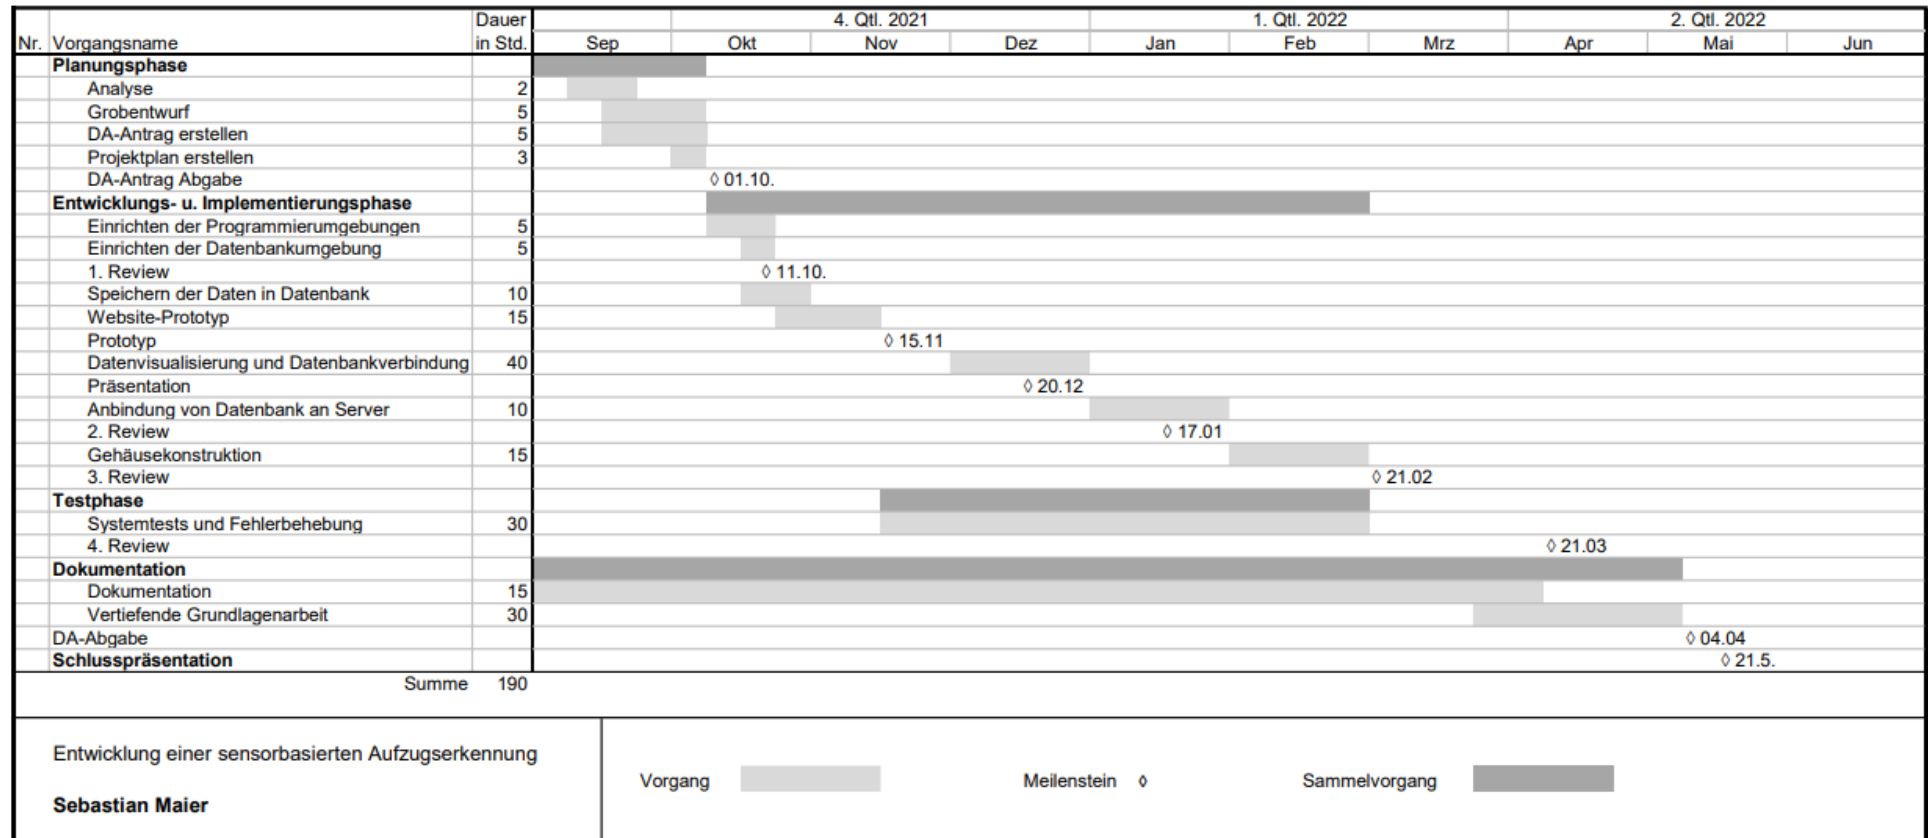 Dauer 4. Qtl. 2021 1. Qtl. 2022 2. Qtl. 2022
Nr. Vorgangsname in Std. Sep Okt Nov Dez Jan Feb Mrz Apr Mai Jun
Planungsphase
Analyse 2
Grobentwurf 5
DA-Antrag erstellen 5
Projektplan erstellen 3
DA-Antrag Abgabe ◊ 01.10.
Entwicklungs- u. Implementierungsphase
Einrichten der Programmierumgebungen 5
Einrichten der Datenbankumgebung 5
1. Review ◊ 11.10.
Speichern der Daten in Datenbank 10
Website-Prototyp 15
Prototyp ◊ 15.11
Datenvisualisierung und Datenbankverbindung 40
Präsentation ◊ 20.12
Anbindung von Datenbank an Server 10
2. Review ◊ 17.01
Gehäusekonstruktion 15
3. Review ◊ 21.02
Testphase
Systemtests und Fehlerbehebung 30
4. Review ◊ 21.03
Dokumentation
Dokumentation 15
Vertiefende Grundlagenarbeit 30
DA-Abgabe ◊ 04.04
Schlusspräsentation ◊ 21.5.
Summe 190
Entwicklung einer sensorbasierten Aufzugserkennung
Vorgang Meilenstein ◊ Sammelvorgang
Sebastian Maier